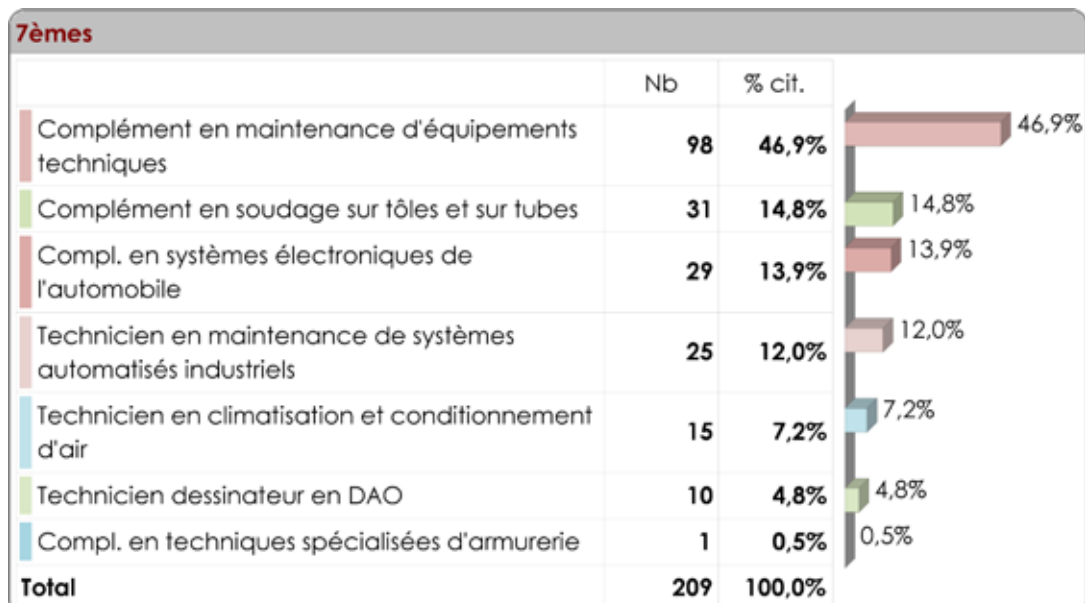 7èmes
Nb % cit.
Complément en maintenance d'équipements
techniques 98 46,9% 46,9%
Complément en soudage sur tôles et sur tubes 31 14,8% 14,8%
Compl. en systèmes électroniques de
l'automobile 29 13,9% 13,9%
Technicien en maintenance de systèmes
automatisés industriels 25 12,0% 12,0%
Technicien en climatisation et conditionnement
d'air 15 7,2% 7,2%
Technicien dessinateur en DAO 10 4,8% 4,8%
Compl. en techniques spécialisées d'armurerie 1 0,5% 0,5%
Total 209 100,0%